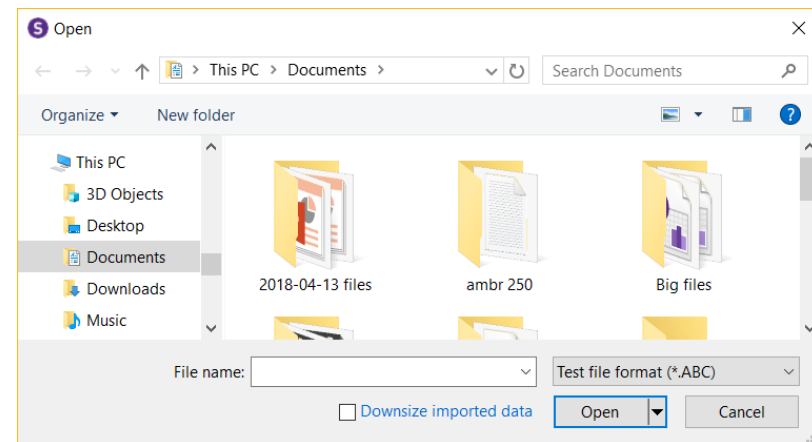 S Open
This PC > Documents >
Search Documents
Organize
New folder
?
This PC
3D Objects
Desktop
Documents
Downloads
Music
2018-04-13 files
ambr 250
Big files
File name:
Test file format (*.ABC)
Downsize imported data
Open
Cancel